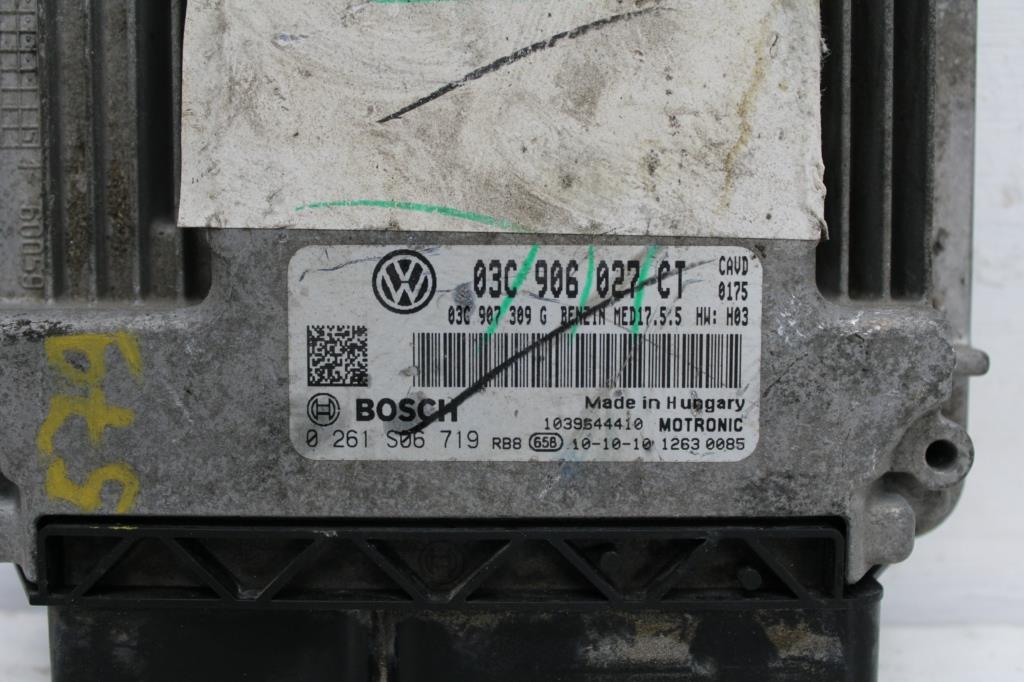 03C 906 027 CT CAVD
03C 907 309 G BENZIN MED17.5.5 HW: H03 0175
BOSCH Made in Hungary
1039S44410 MOTRONIC
0 261 S06 719 RB8 658 10-10-10 1263 0085
579